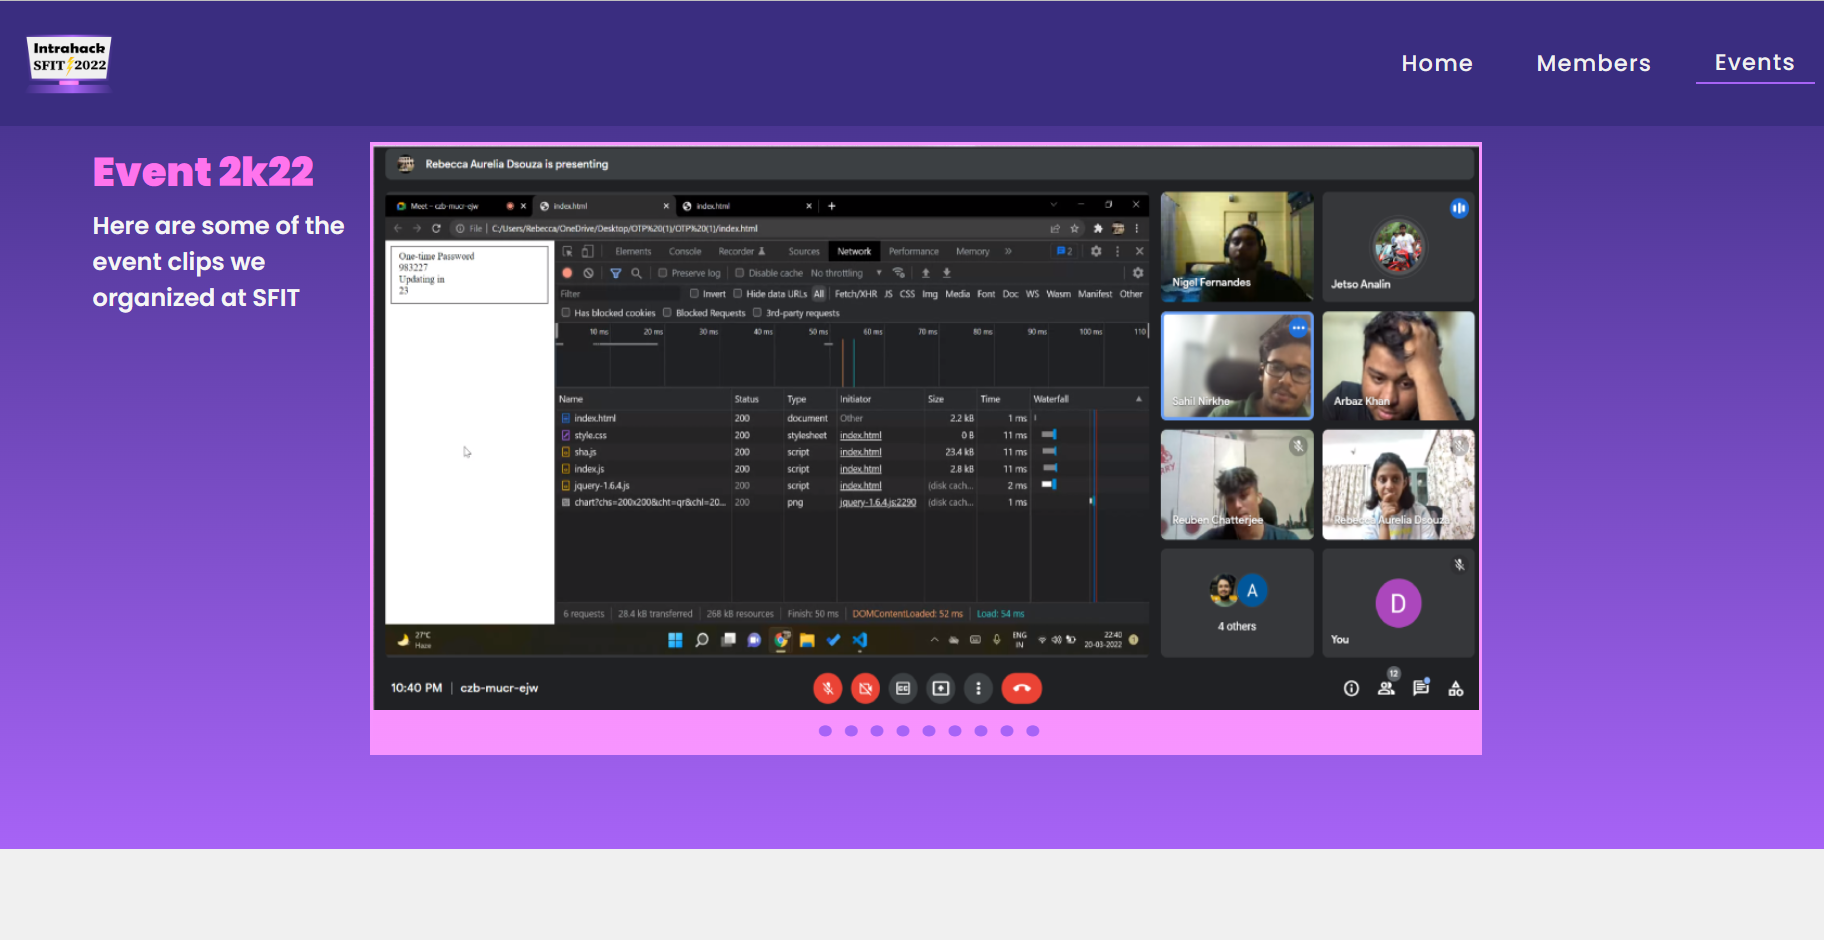 Intrahack
SFIT 2022
Home
Members
Events
Event 2k22
Here are some of the
event clips we
organized at SFIT
Rebecca Aurelia Dsouza is presenting
Meet – czb-mucr-ejw
index.html
index.html
File | C:/Users/Rebecca/OneDrive/Desktop/OTP%20(1)/OTP%20(1)/index.html
One-time Password
983227
Updating in
23
Elements Console Recorder Sources Network Performance Memory » 2
Preserve log Disable cache No throttling
Filter Invert Hide data URLs All Fetch/XHR JS CSS Img Media Font Doc WS Wasm Manifest Other
Has blocked cookies Blocked Requests 3rd-party requests
10 ms 20 ms 30 ms 40 ms 50 ms 60 ms 70 ms 80 ms 90 ms 100 ms 110
Name Status Type Initiator Size Time Waterfall
index.html 200 document Other 2.2 kB 1 ms
style.css 200 stylesheet index.html 0 B 11 ms
sha.js 200 script index.html 23.4 kB 11 ms
index.js 200 script index.html 2.8 kB 11 ms
jquery-1.6.4.js 200 script index.html (disk cach... 2 ms
chart?chs=200x200&cht=qr&chl=20... 200 png jquery-1.6.4.js:2290 (disk cach... 1 ms
6 requests 28.4 kB transferred 268 kB resources Finish: 50 ms DOMContentLoaded: 52 ms Load: 54 ms
27°C
Haze
ENG
IN
22:40
20-03-2022
Nigel Fernandes
Jetso Analin
Sahil Nirkhe
Arbaz Khan
Reuben Chatterjee
Rebecca Aurelia Dsouza
A
4 others
D
You
10:40 PM | czb-mucr-ejw
12